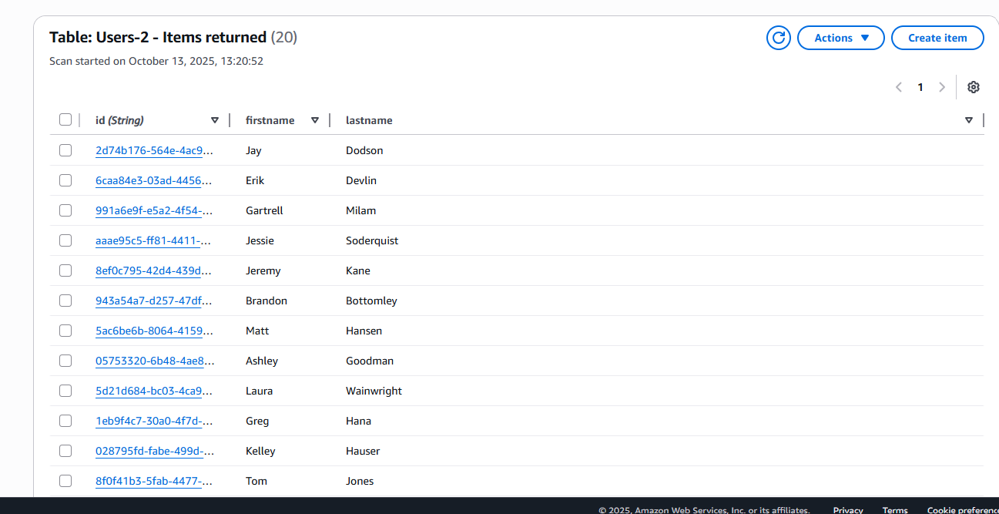 Table: Users-2 - Items returned (20)
Actions
Create item
Scan started on October 13, 2025, 13:20:52
1
id (String) firstname lastname
2d74b176-564e-4ac9... Jay Dodson
6caa84e3-03ad-4456... Erik Devlin
991a6e9f-e5a2-4f54-... Gartrell Milam
aaae95c5-ff81-4411-... Jessie Soderquist
8ef0c795-42d4-439d... Jeremy Kane
943a54a7-d257-47df... Brandon Bottomley
5ac6be6b-8064-4159... Matt Hansen
05753320-6b48-4ae8... Ashley Goodman
5d21d684-bc03-4ca9... Laura Wainwright
1eb9f4c7-30a0-4f7d-... Greg Hana
028795fd-fabe-499d-... Kelley Hauser
8f0f41b3-5fab-4477-... Tom Jones
© 2025, Amazon Web Services, Inc. or its affiliates. Privacy Terms Cookie preference